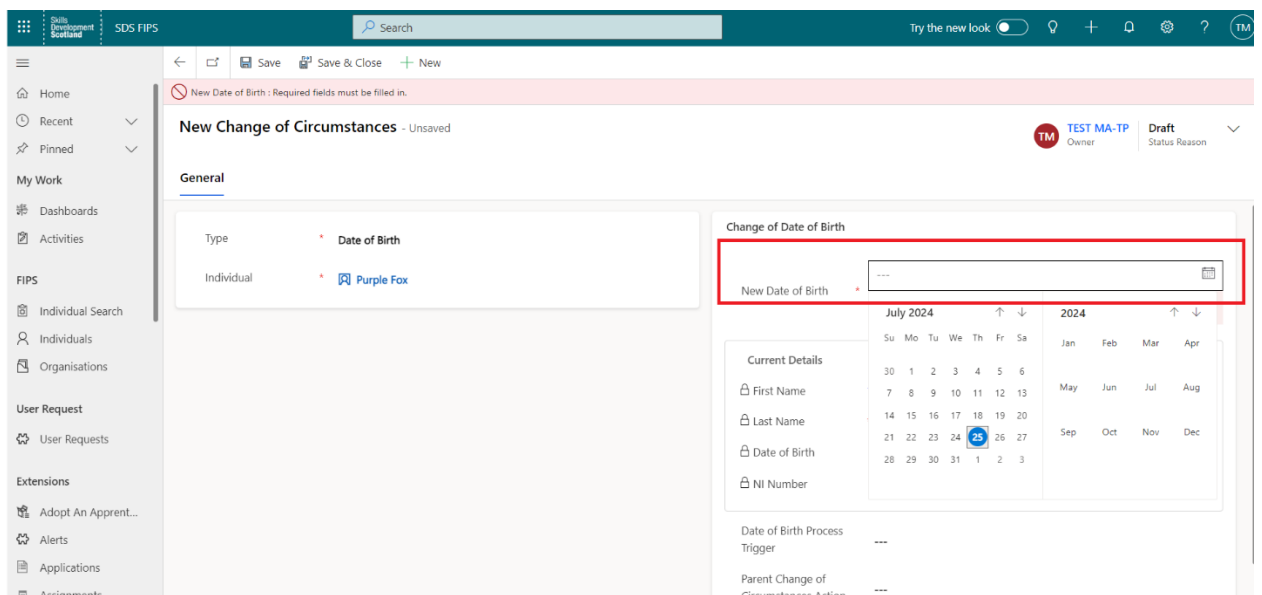 Skills
Development
Scotland
SDS FIPS
Search
Try the new look
TM
Save
Save & Close
New
New Date of Birth : Required fields must be filled in.
Home
Recent
Pinned
My Work
Dashboards
Activities
FIPS
Individual Search
Individuals
Organisations
User Request
User Requests
Extensions
Adopt An Apprent...
Alerts
Applications
Assignments
New Change of Circumstances - Unsaved
TM
TEST MA-TP
Owner
Draft
Status Reason
General
Type * Date of Birth
Individual * Purple Fox
Change of Date of Birth
New Date of Birth *
---
July 2024
Su Mo Tu We Th Fr Sa
30 1 2 3 4 5 6
7 8 9 10 11 12 13
14 15 16 17 18 19 20
21 22 23 24 25 26 27
28 29 30 31 1 2 3
2024
Jan Feb Mar Apr
May Jun Jul Aug
Sep Oct Nov Dec
Current Details
First Name
Last Name
Date of Birth
NI Number
Date of Birth Process
Trigger
---
Parent Change of
Circumstances Action
---